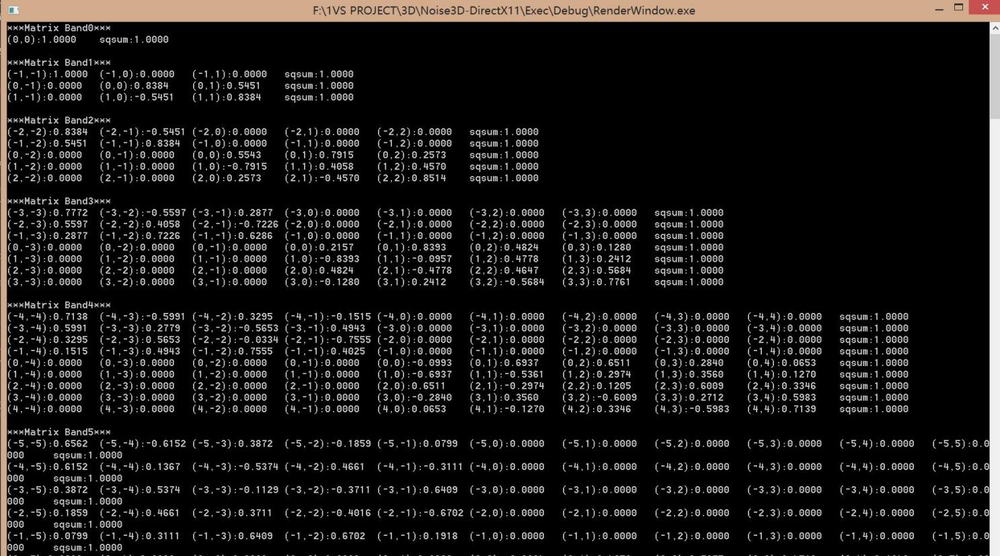 F:\1VS PROJECT\3D\Noise3D-DirectX11\Exec\Debug\RenderWindow.exe
***Matrix Band0***
(0,0):1.0000 sqsum:1.0000
***Matrix Band1***
(-1,-1):1.0000 (-1,0):0.0000 (-1,1):0.0000 sqsum:1.0000
(0,-1):0.0000 (0,0):0.8384 (0,1):0.5451 sqsum:1.0000
(1,-1):0.0000 (1,0):-0.5451 (1,1):0.8384 sqsum:1.0000
***Matrix Band2***
(-2,-2):0.8384 (-2,-1):-0.5451 (-2,0):0.0000 (-2,1):0.0000 (-2,2):0.0000 sqsum:1.0000
(-1,-2):0.5451 (-1,-1):0.8384 (-1,0):0.0000 (-1,1):0.0000 (-1,2):0.0000 sqsum:1.0000
(0,-2):0.0000 (0,-1):0.0000 (0,0):0.5543 (0,1):0.7915 (0,2):0.2573 sqsum:1.0000
(1,-2):0.0000 (1,-1):0.0000 (1,0):-0.7915 (1,1):0.4058 (1,2):0.4570 sqsum:1.0000
(2,-2):0.0000 (2,-1):0.0000 (2,0):0.2573 (2,1):-0.4570 (2,2):0.8514 sqsum:1.0000
***Matrix Band3***
(-3,-3):0.7772 (-3,-2):-0.5597 (-3,-1):0.2877 (-3,0):0.0000 (-3,1):0.0000 (-3,2):0.0000 (-3,3):0.0000 sqsum:1.0000
(-2,-3):0.5597 (-2,-2):0.4058 (-2,-1):-0.7226 (-2,0):0.0000 (-2,1):0.0000 (-2,2):0.0000 (-2,3):0.0000 sqsum:1.0000
(-1,-3):0.2877 (-1,-2):0.7226 (-1,-1):0.6286 (-1,0):0.0000 (-1,1):0.0000 (-1,2):0.0000 (-1,3):0.0000 sqsum:1.0000
(0,-3):0.0000 (0,-2):0.0000 (0,-1):0.0000 (0,0):0.2157 (0,1):0.8393 (0,2):0.4824 (0,3):0.1280 sqsum:1.0000
(1,-3):0.0000 (1,-2):0.0000 (1,-1):0.0000 (1,0):-0.8393 (1,1):-0.0957 (1,2):0.4778 (1,3):0.2412 sqsum:1.0000
(2,-3):0.0000 (2,-2):0.0000 (2,-1):0.0000 (2,0):0.4824 (2,1):-0.4778 (2,2):0.4647 (2,3):0.5684 sqsum:1.0000
(3,-3):0.0000 (3,-2):0.0000 (3,-1):0.0000 (3,0):-0.1280 (3,1):0.2412 (3,2):-0.5684 (3,3):0.7761 sqsum:1.0000
***Matrix Band4***
(-4,-4):0.7138 (-4,-3):-0.5991 (-4,-2):0.3295 (-4,-1):-0.1515 (-4,0):0.0000 (-4,1):0.0000 (-4,2):0.0000 (-4,3):0.0000 (-4,4):0.0000 sqsum:1.0000
(-3,-4):0.5991 (-3,-3):0.2779 (-3,-2):-0.5653 (-3,-1):0.4943 (-3,0):0.0000 (-3,1):0.0000 (-3,2):0.0000 (-3,3):0.0000 (-3,4):0.0000 sqsum:1.0000
(-2,-4):0.3295 (-2,-3):0.5653 (-2,-2):-0.0334 (-2,-1):-0.7555 (-2,0):0.0000 (-2,1):0.0000 (-2,2):0.0000 (-2,3):0.0000 (-2,4):0.0000 sqsum:1.0000
(-1,-4):0.1515 (-1,-3):0.4943 (-1,-2):0.7555 (-1,-1):0.4025 (-1,0):0.0000 (-1,1):0.0000 (-1,2):0.0000 (-1,3):0.0000 (-1,4):0.0000 sqsum:1.0000
(0,-4):0.0000 (0,-3):0.0000 (0,-2):0.0000 (0,-1):0.0000 (0,0):-0.0993 (0,1):0.6937 (0,2):0.6511 (0,3):0.2840 (0,4):0.0653 sqsum:1.0000
(1,-4):0.0000 (1,-3):0.0000 (1,-2):0.0000 (1,-1):0.0000 (1,0):-0.6937 (1,1):-0.5361 (1,2):0.2974 (1,3):0.3560 (1,4):0.1270 sqsum:1.0000
(2,-4):0.0000 (2,-3):0.0000 (2,-2):0.0000 (2,-1):0.0000 (2,0):0.6511 (2,1):-0.2974 (2,2):0.1205 (2,3):0.6009 (2,4):0.3346 sqsum:1.0000
(3,-4):0.0000 (3,-3):0.0000 (3,-2):0.0000 (3,-1):0.0000 (3,0):-0.2840 (3,1):0.3560 (3,2):-0.6009 (3,3):0.2712 (3,4):0.5983 sqsum:1.0000
(4,-4):0.0000 (4,-3):0.0000 (4,-2):0.0000 (4,-1):0.0000 (4,0):0.0653 (4,1):-0.1270 (4,2):0.3346 (4,3):-0.5983 (4,4):0.7139 sqsum:1.0000
***Matrix Band5***
(-5,-5):0.6562 (-5,-4):-0.6152 (-5,-3):0.3872 (-5,-2):-0.1859 (-5,-1):0.0799 (-5,0):0.0000 (-5,1):0.0000 (-5,2):0.0000 (-5,3):0.0000 (-5,4):0.0000 (-5,5):0.0
000 sqsum:1.0000
(-4,-5):0.6152 (-4,-4):0.1367 (-4,-3):-0.5374 (-4,-2):0.4661 (-4,-1):-0.3111 (-4,0):0.0000 (-4,1):0.0000 (-4,2):0.0000 (-4,3):0.0000 (-4,4):0.0000 (-4,5):0.0
000 sqsum:1.0000
(-3,-5):0.3872 (-3,-4):0.5374 (-3,-3):-0.1129 (-3,-2):-0.3711 (-3,-1):0.6409 (-3,0):0.0000 (-3,1):0.0000 (-3,2):0.0000 (-3,3):0.0000 (-3,4):0.0000 (-3,5):0.0
000 sqsum:1.0000
(-2,-5):0.1859 (-2,-4):0.4661 (-2,-3):0.3711 (-2,-2):-0.4016 (-2,-1):-0.6702 (-2,0):0.0000 (-2,1):0.0000 (-2,2):0.0000 (-2,3):0.0000 (-2,4):0.0000 (-2,5):0.0
000 sqsum:1.0000
(-1,-5):0.0799 (-1,-4):0.3111 (-1,-3):0.6409 (-1,-2):0.6702 (-1,-1):0.1918 (-1,0):0.0000 (-1,1):0.0000 (-1,2):0.0000 (-1,3):0.0000 (-1,4):0.0000 (-1,5):0.0
000 sqsum:1.0000